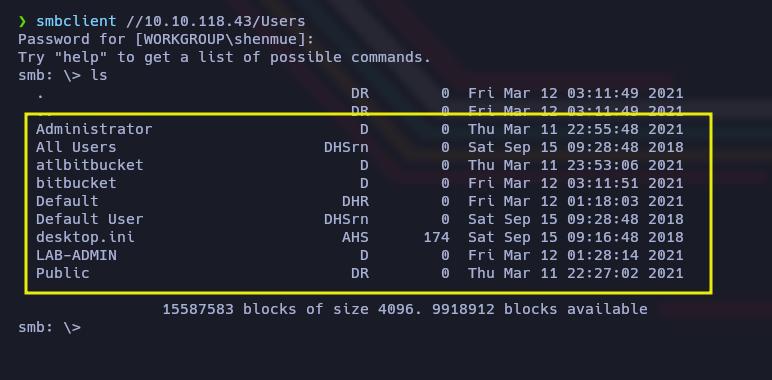 ❯ smbclient //10.10.118.43/Users
Password for [WORKGROUP\shenmue]:
Try "help" to get a list of possible commands.
smb: \> ls
  .                                  DR        0  Fri Mar 12 03:11:49 2021
  ..                                 DR        0  Fri Mar 12 03:11:49 2021
  Administrator                       D        0  Thu Mar 11 22:55:48 2021
  All Users                       DHSrn        0  Sat Sep 15 09:28:48 2018
  atlbitbucket                        D        0  Thu Mar 11 23:53:06 2021
  bitbucket                           D        0  Fri Mar 12 03:11:51 2021
  Default                           DHR        0  Fri Mar 12 01:18:03 2021
  Default User                    DHSrn        0  Sat Sep 15 09:28:48 2018
  desktop.ini                       AHS      174  Sat Sep 15 09:16:48 2018
  LAB-ADMIN                           D        0  Fri Mar 12 01:28:14 2021
  Public                             DR        0  Thu Mar 11 22:27:02 2021
                15587583 blocks of size 4096. 9918912 blocks available
smb: \>